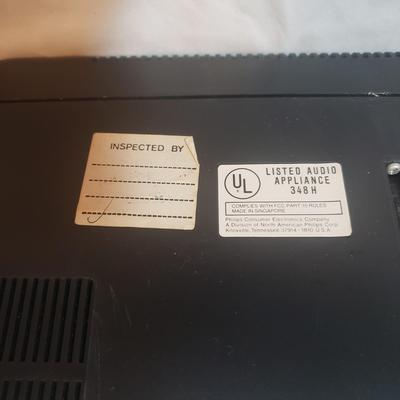 INSPECTED BY
UL
LISTED AUDIO
APPLIANCE
348H
COMPLIES WITH FCC PART 15 RULES
MADE IN SINGAPORE
Philips Consumer Electronics Company
A Division of North American Philips Corp.
Knoxville, Tennessee 37914-1810 U.S.A.